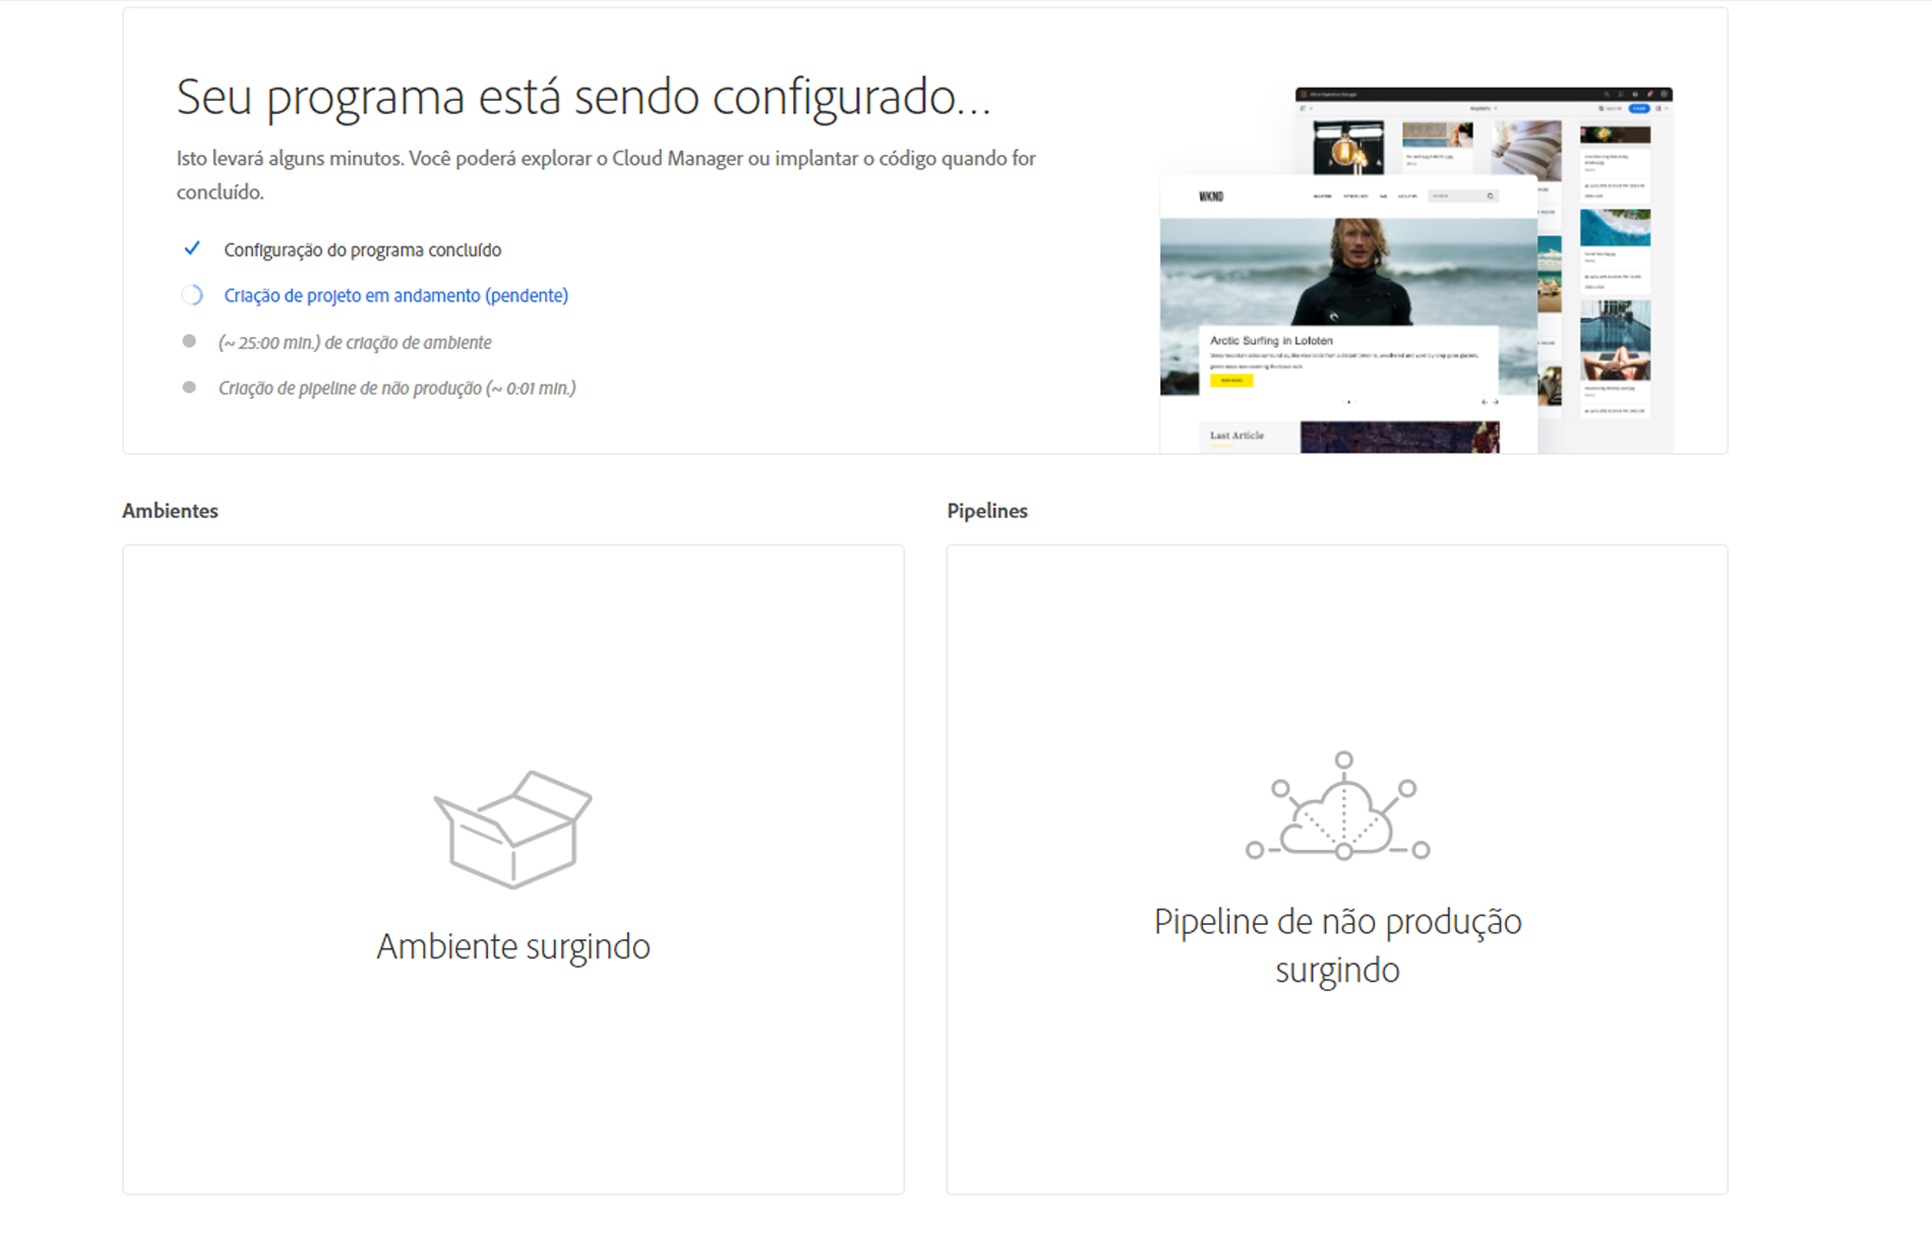 Seu programa está sendo configurado...
Isto levará alguns minutos. Você poderá explorar o Cloud Manager ou implantar o código quando for
concluído.
Configuração do programa concluído
Criação de projeto em andamento (pendente)
(~ 25:00 min.) de criação de ambiente
Criação de pipeline de não produção (~ 0:01 min.)
WKND
Arctic Surfing in Lofoten
Last Article
Ambientes
Pipelines
Ambiente surgindo
Pipeline de não produção
surgindo